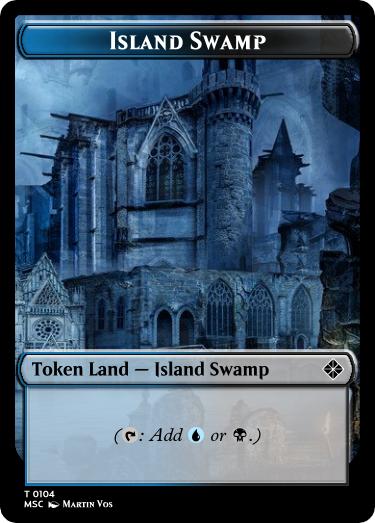 Island Swamp
Token Land — Island Swamp
(: Add or .)
T 0104
MSC Martin Vos